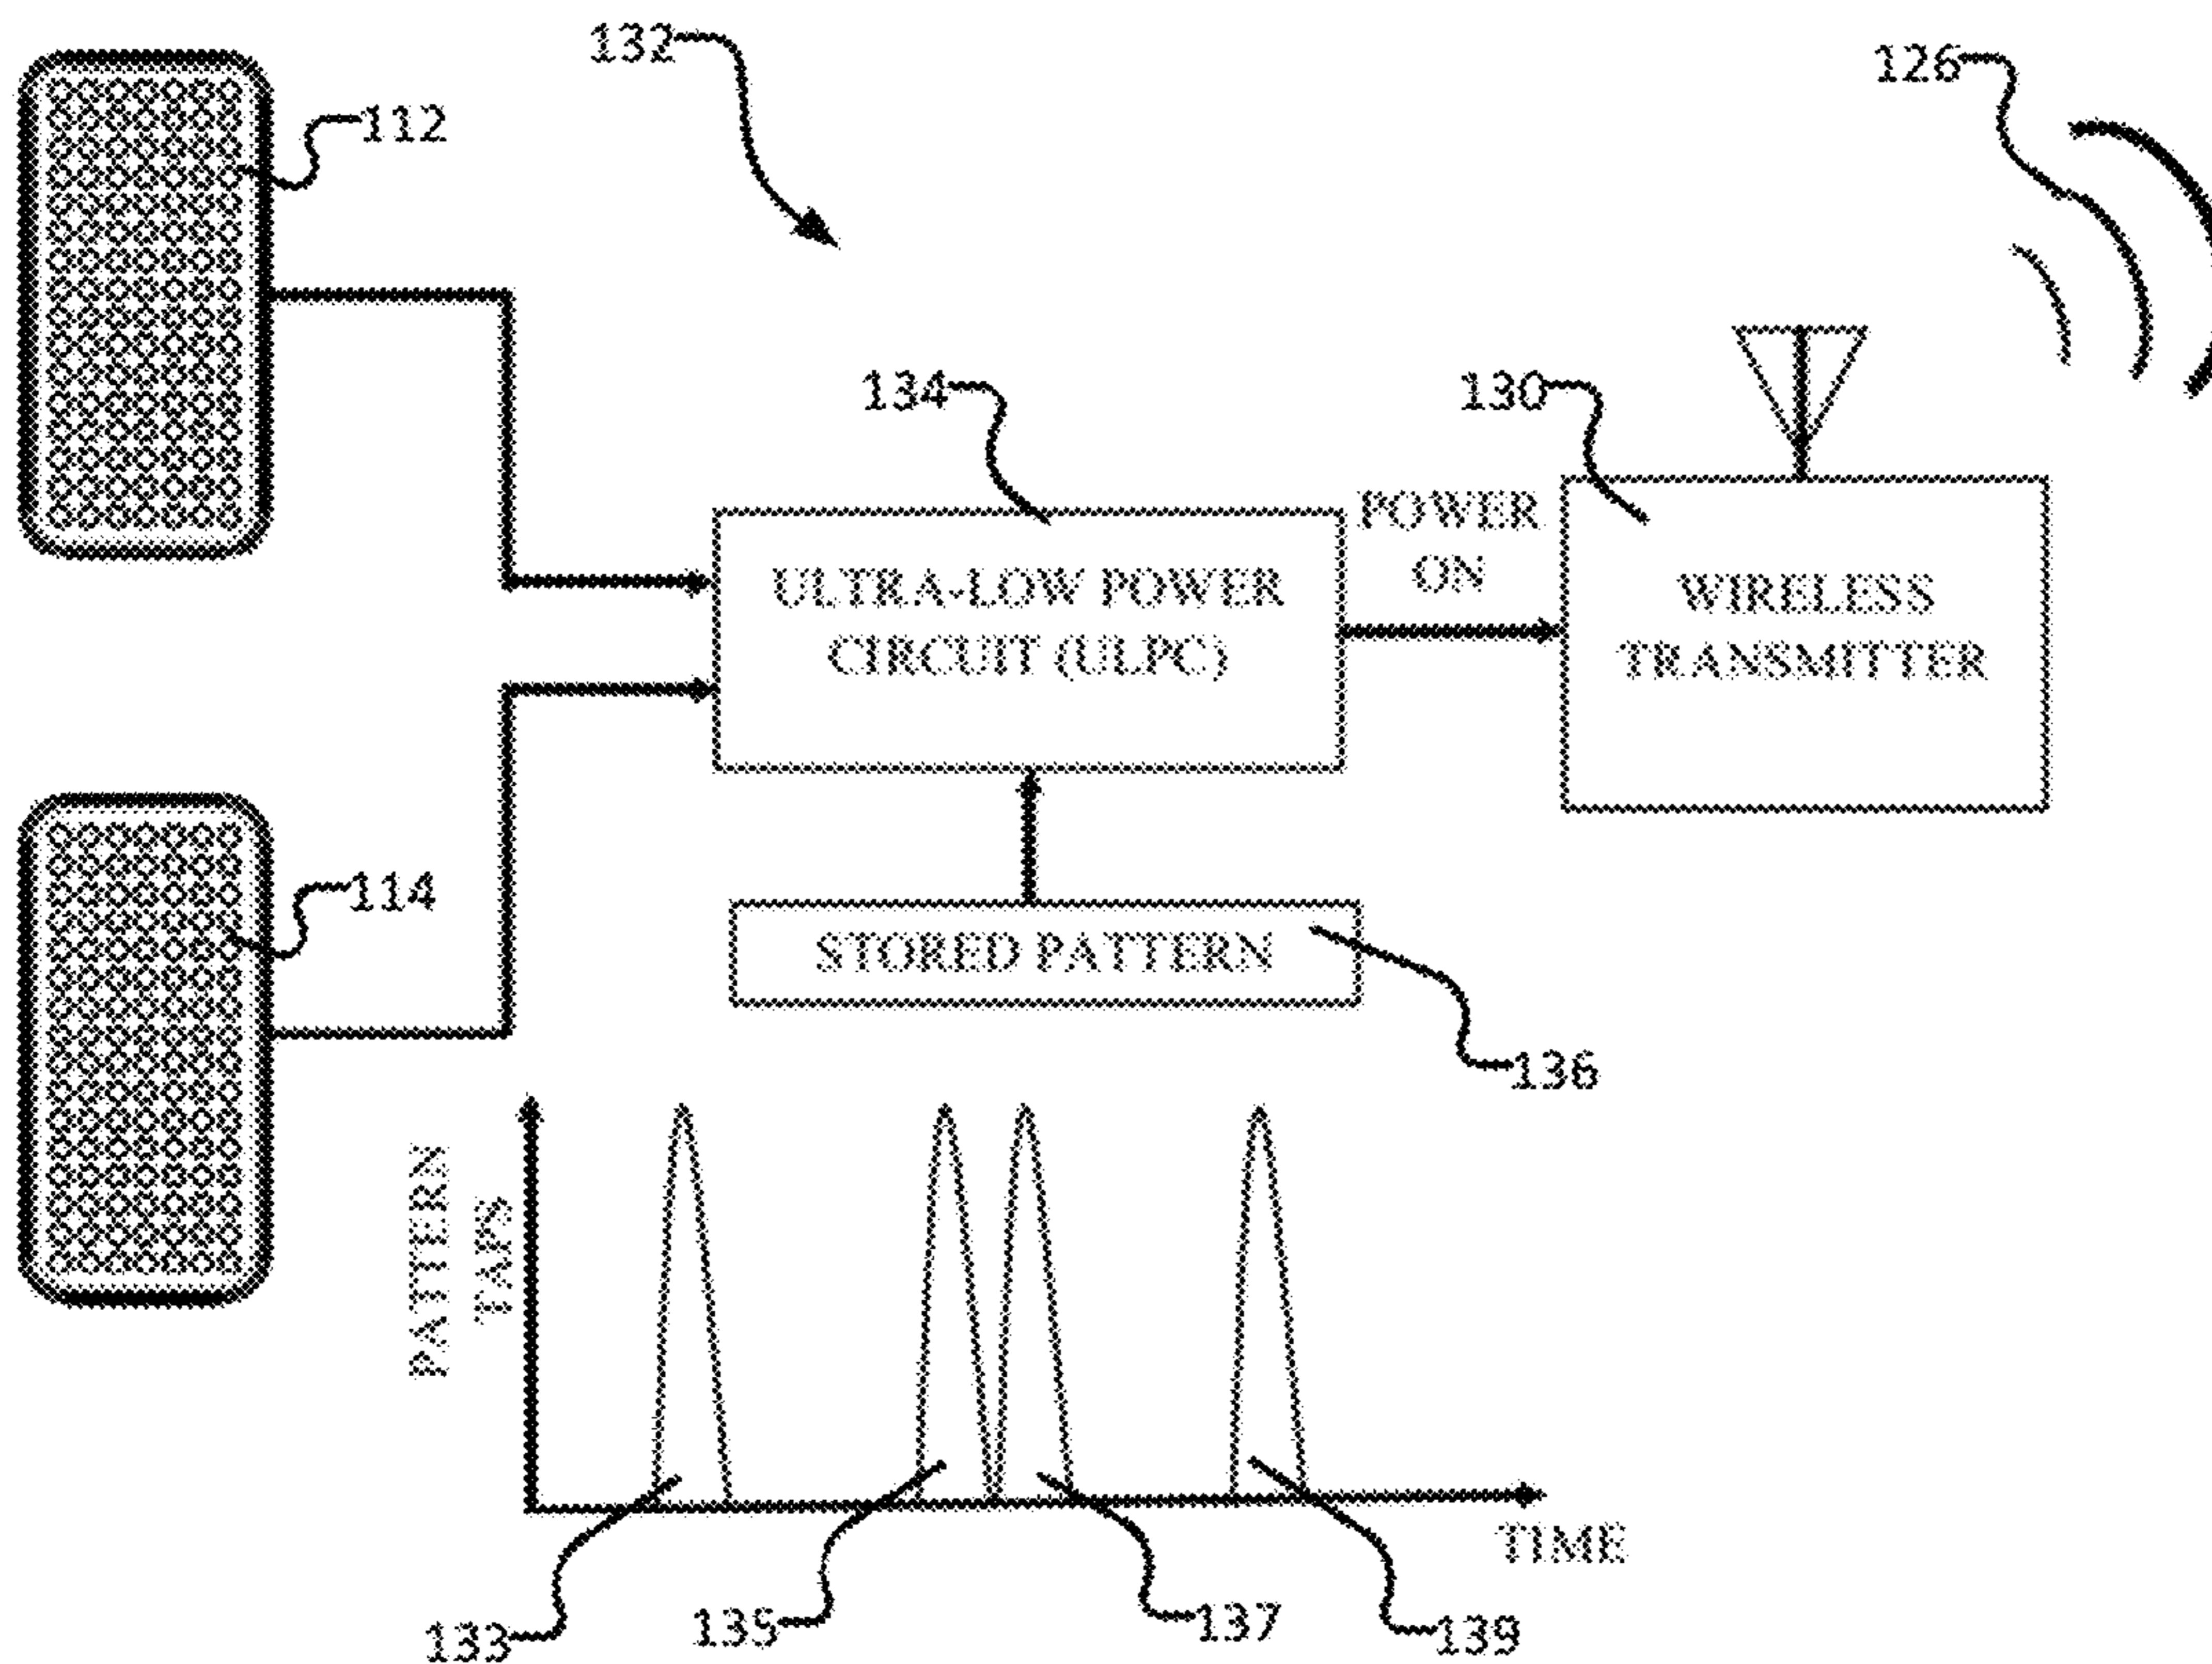 132
126
112
134
130
POWER
ON
ULTRA-LOW POWER
CIRCUIT (ULPC)
WIRELESS
TRANSMITTER
114
STORED PATTERN
136
PATTERN
TAPS
TIME
133
135
137
139